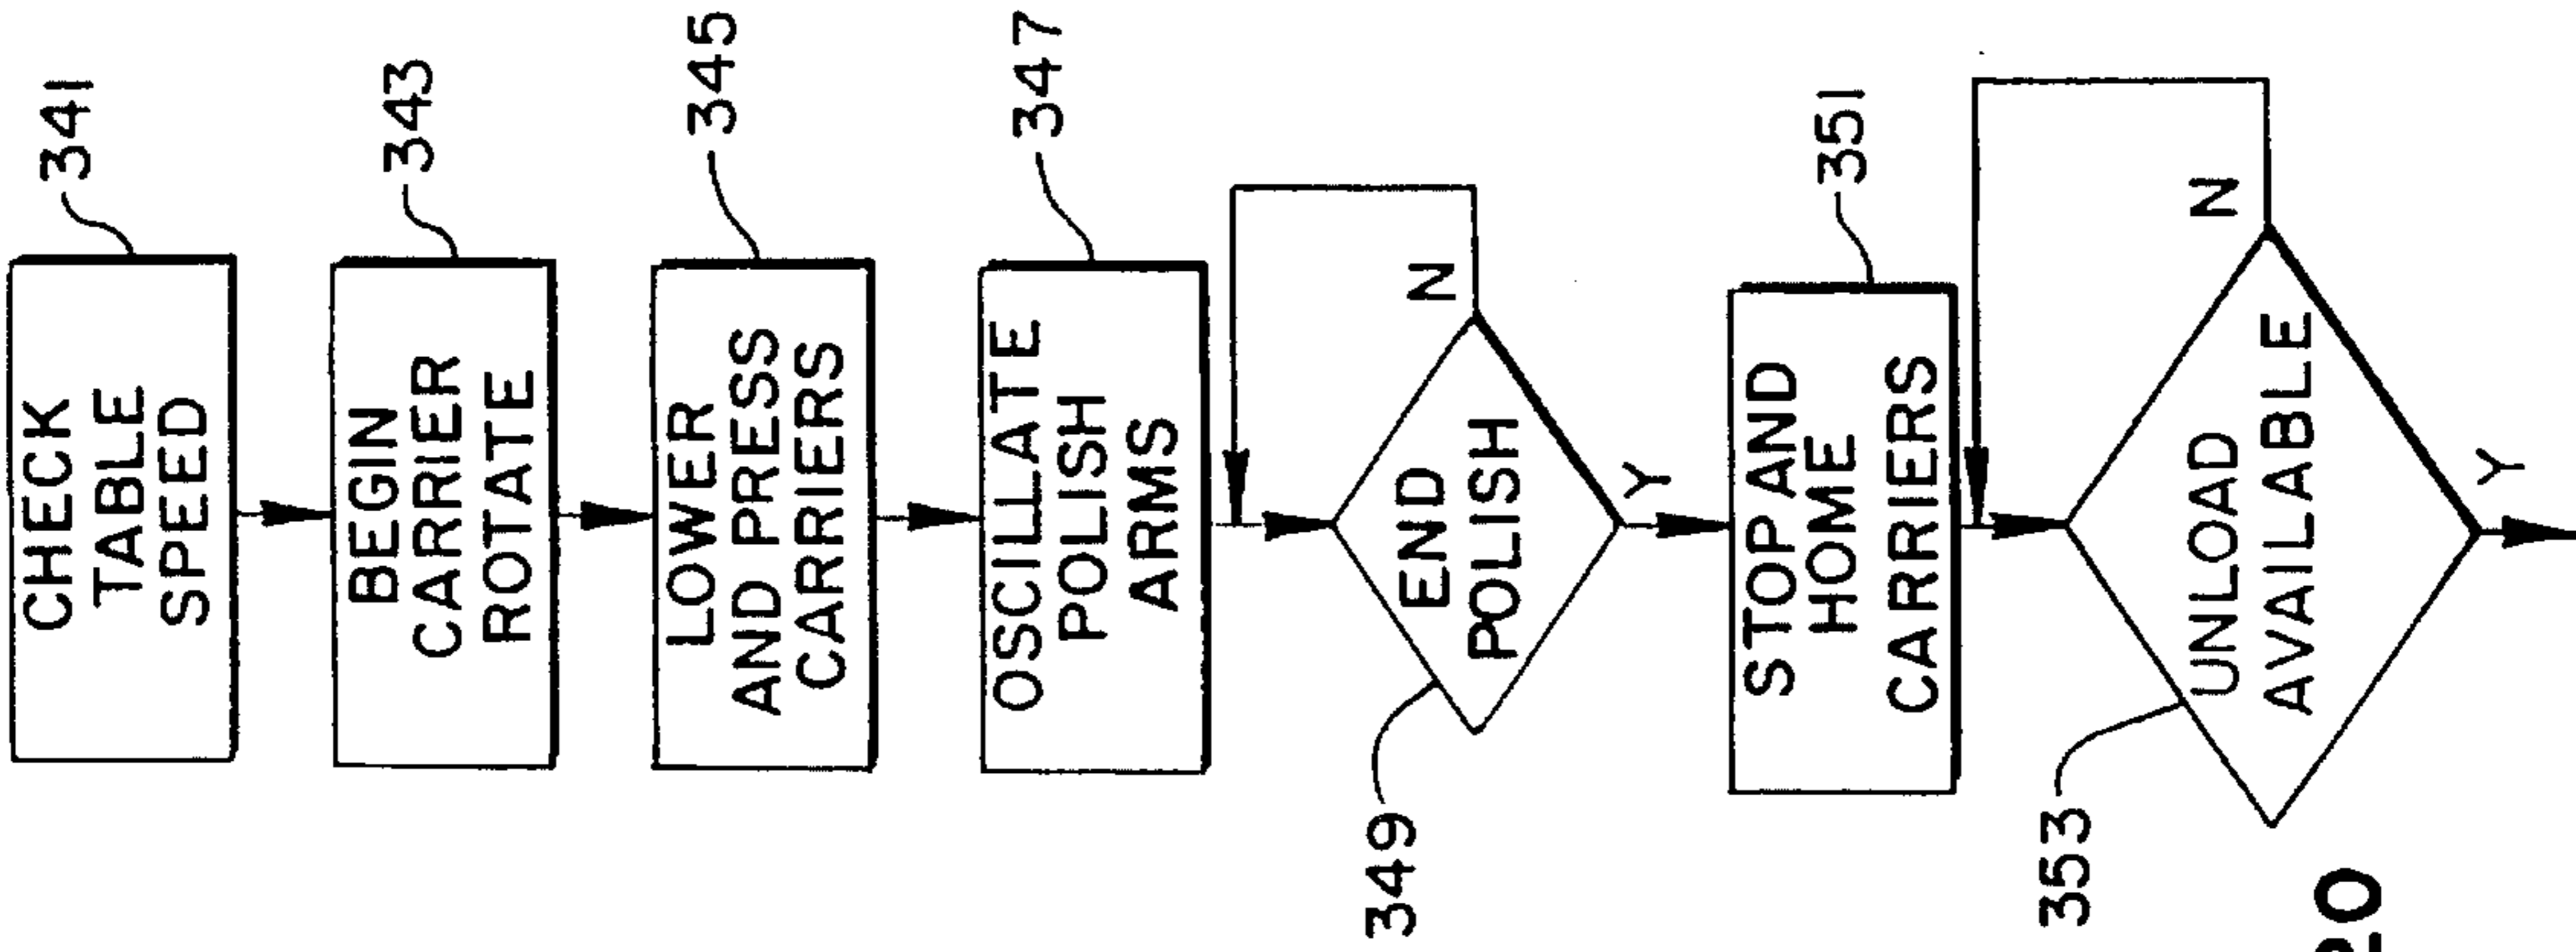 CHECK
TABLE
SPEED
341
BEGIN
CARRIER
ROTATE
343
LOWER
AND PRESS
CARRIERS
345
OSCILLATE
POLISH
ARMS
347
END
POLISH
349
N
Y
STOP AND
HOME
CARRIERS
351
UNLOAD
AVAILABLE
353
N
Y
20